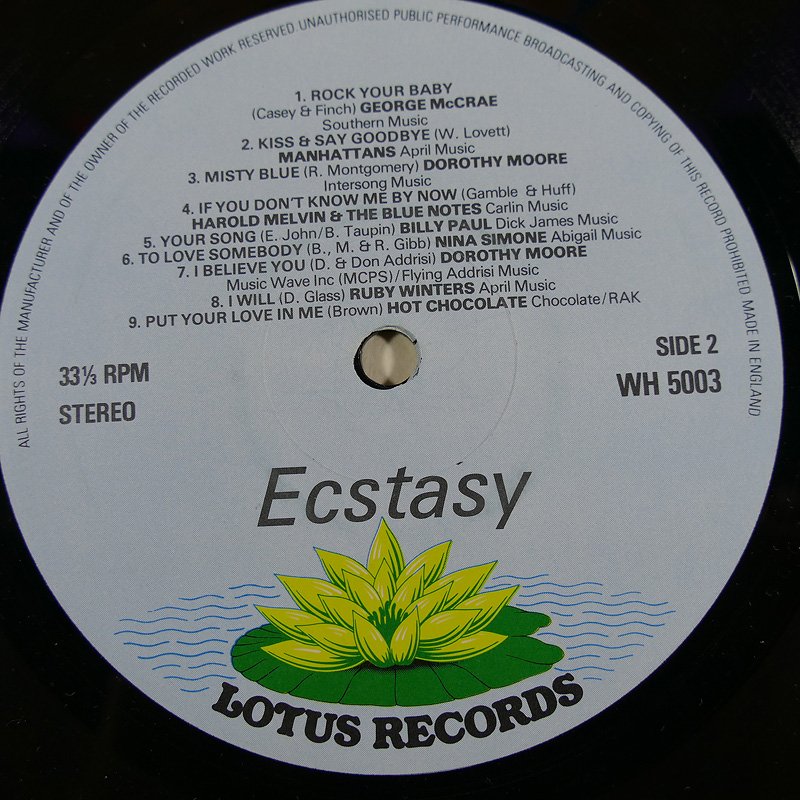 ALL RIGHTS OF THE MANUFACTURER AND OF THE OWNER OF THE RECORDED WORK RESERVED. UNAUTHORISED PUBLIC PERFORMANCE BROADCASTING AND COPYING OF THIS RECORD PROHIBITED MADE IN ENGLAND
1. ROCK YOUR BABY
(Casey & Finch) GEORGE McCRAE
Southern Music
2. KISS & SAY GOODBYE (W. Lovett)
MANHATTANS April Music
3. MISTY BLUE (R. Montgomery) DOROTHY MOORE
Intersong Music
4. IF YOU DON'T KNOW ME BY NOW (Gamble & Huff)
HAROLD MELVIN & THE BLUE NOTES Carlin Music
5. YOUR SONG (E. John/B. Taupin) BILLY PAUL Dick James Music
6. TO LOVE SOMEBODY (B., M. & R. Gibb) NINA SIMONE Abigail Music
7. I BELIEVE YOU (D. & Don Addrisi) DOROTHY MOORE
Music Wave Inc (MCPS)/Flying Addrisi Music
8. I WILL (D. Glass) RUBY WINTERS April Music
9. PUT YOUR LOVE IN ME (Brown) HOT CHOCOLATE Chocolate/RAK
33⅓ RPM
STEREO
SIDE 2
WH 5003
Ecstasy
LOTUS RECORDS